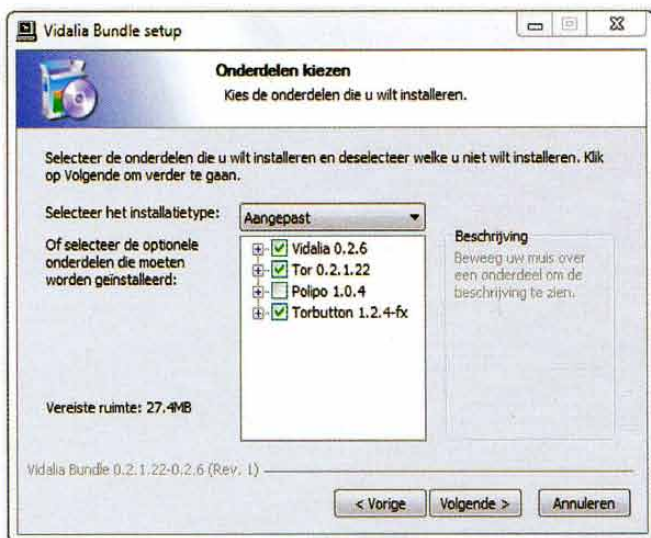 Vidalia Bundle setup
Onderdelen kiezen
Kies de onderdelen die u wilt installeren.
Selecteer de onderdelen die u wilt installeren en deselecteer welke u niet wilt installeren. Klik
op Volgende om verder te gaan.
Selecteer het installatietype:
Aangepast
Of selecteer de optionele
onderdelen die moeten
worden geïnstalleerd:
Vidalia 0.2.6
Tor 0.2.1.22
Polipo 1.0.4
Torbutton 1.2.4-fx
Beschrijving
Beweeg uw muis over
een onderdeel om de
beschrijving te zien.
Vereiste ruimte: 27.4MB
Vidalia Bundle 0.2.1.22-0.2.6 (Rev. 1)
< Vorige
Volgende >
Annuleren